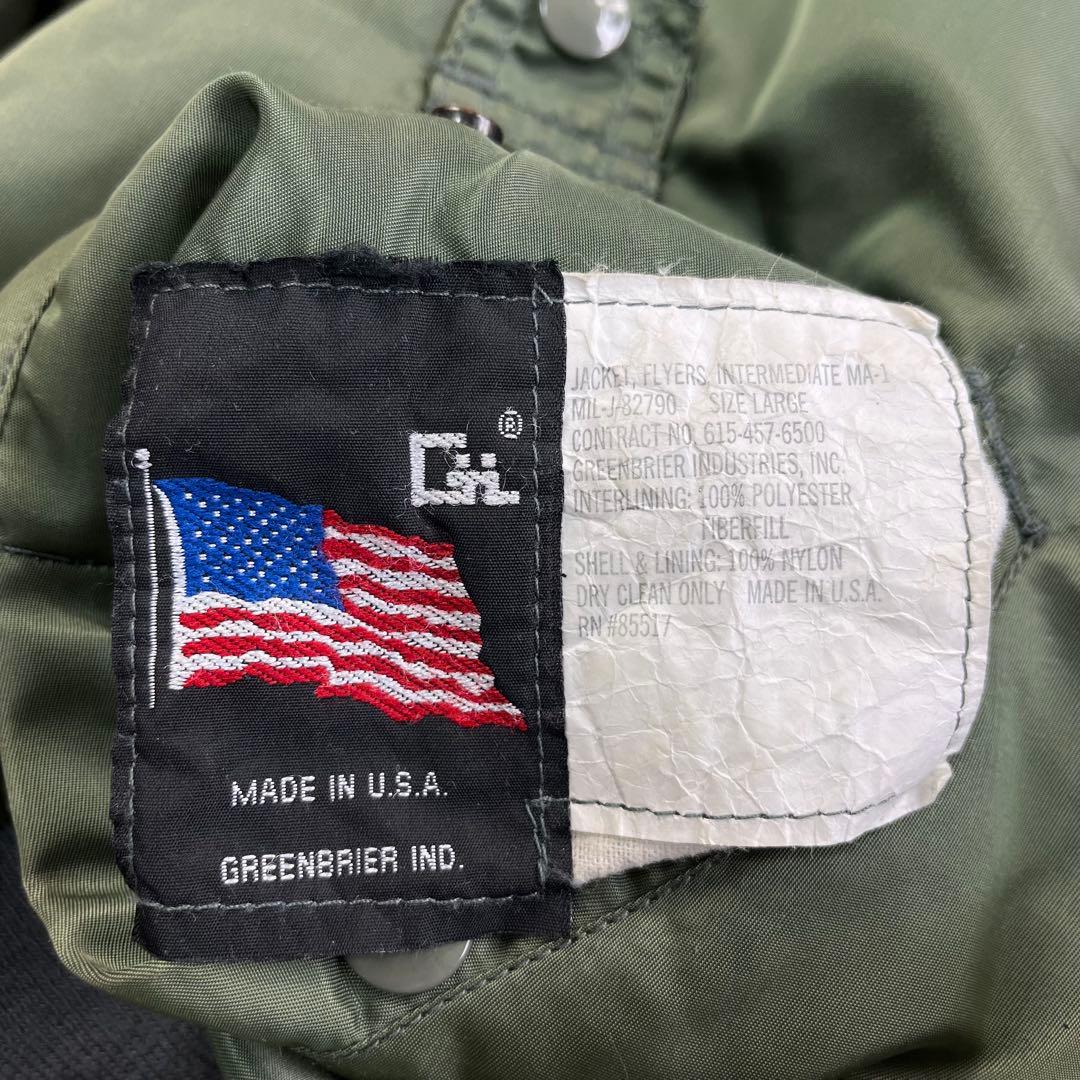 Gii
®
MADE IN U.S.A.
GREENBRIER IND.
JACKET, FLYERS, INTERMEDIATE MA-1
MIL-J-82790 SIZE LARGE
CONTRACT NO. 615-457-6500
GREENBRIER INDUSTRIES, INC.
INTERLINING: 100% POLYESTER
FIBERFILL
SHELL & LINING: 100% NYLON
DRY CLEAN ONLY MADE IN U.S.A.
RN #85517